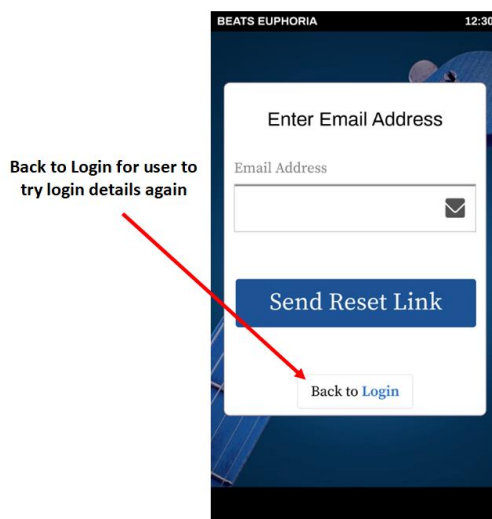 BEATS EUPHORIA 12:30
Enter Email Address
Back to Login for user to
try login details again
Email Address
Send Reset Link
Back to Login